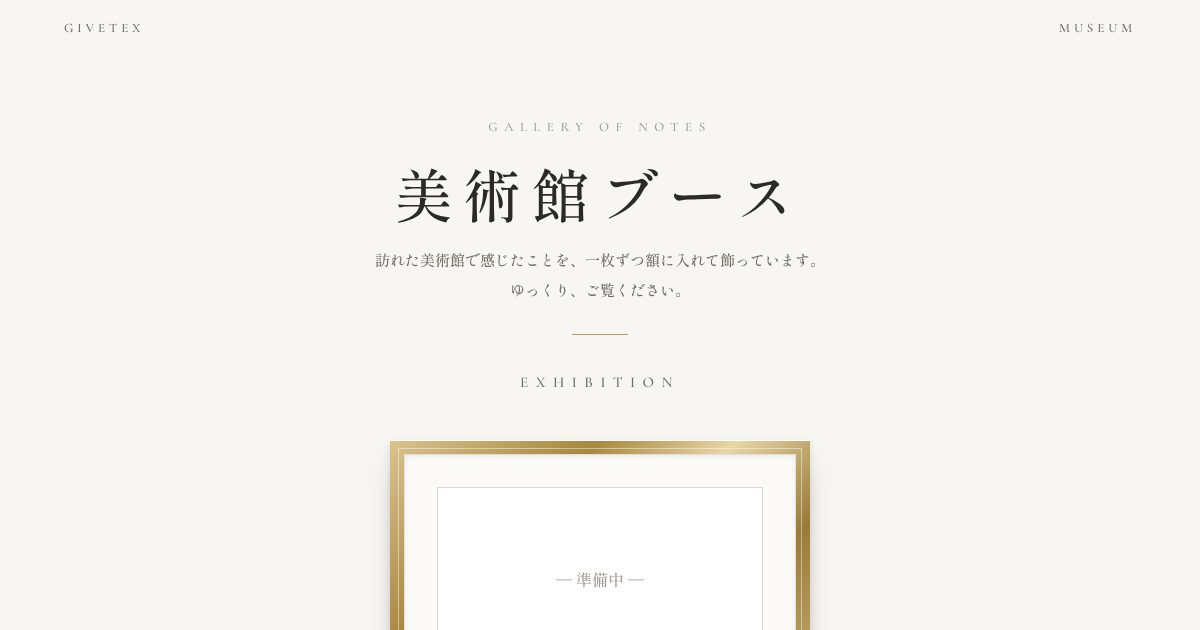 GIVETEX
MUSEUM
GALLERY OF NOTES
美術館ブース
訪れた美術館で感じたことを、一枚ずつ額に入れて飾っています。
ゆっくり、ご覧ください。
EXHIBITION
— 準備中 —